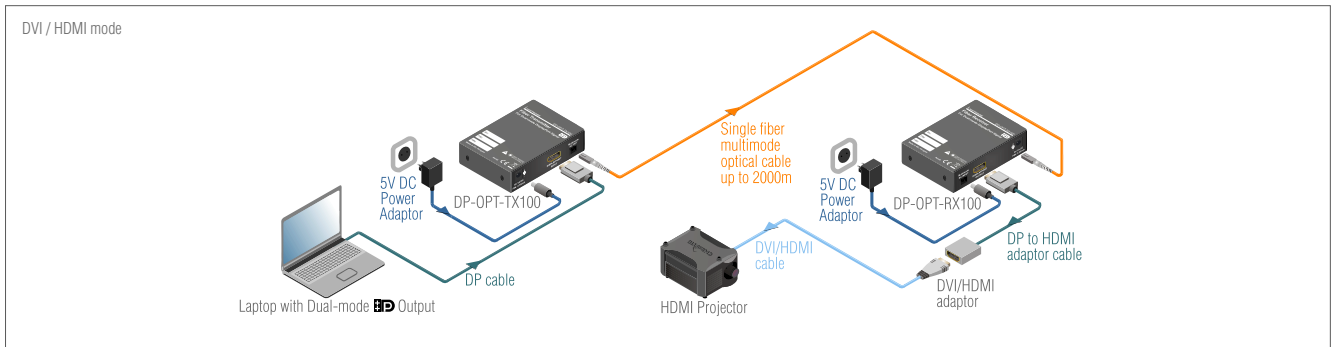 DVI / HDMI mode
5V DC
Power
Adaptor
DP-OPT-TX100
Single fiber
multimode
optical cable
up to 2000m
5V DC
Power
Adaptor
DP-OPT-RX100
DP cable
Laptop with Dual-mode Output
DVI/HDMI
cable
HDMI Projector
DP to HDMI
adaptor cable
DVI/HDMI
adaptor